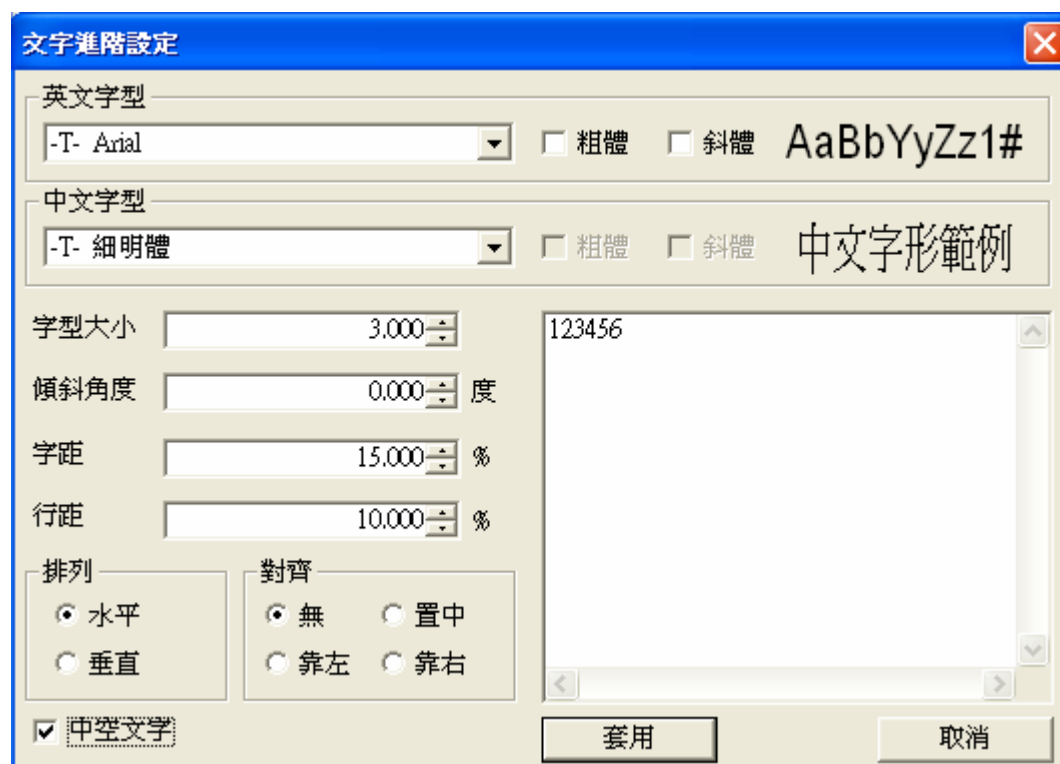 文字進階設定
英文字型
-T- Arial 粗體 斜體 AaBbYyZz1#
中文字型
-T- 細明體 粗體 斜體 中文字形範例
字型大小 3.000 123456
傾斜角度 0.000 度
字距 15.000 %
行距 10.000 %
排列 對齊
水平 無 置中
垂直 靠左 靠右
中空文字 套用 取消